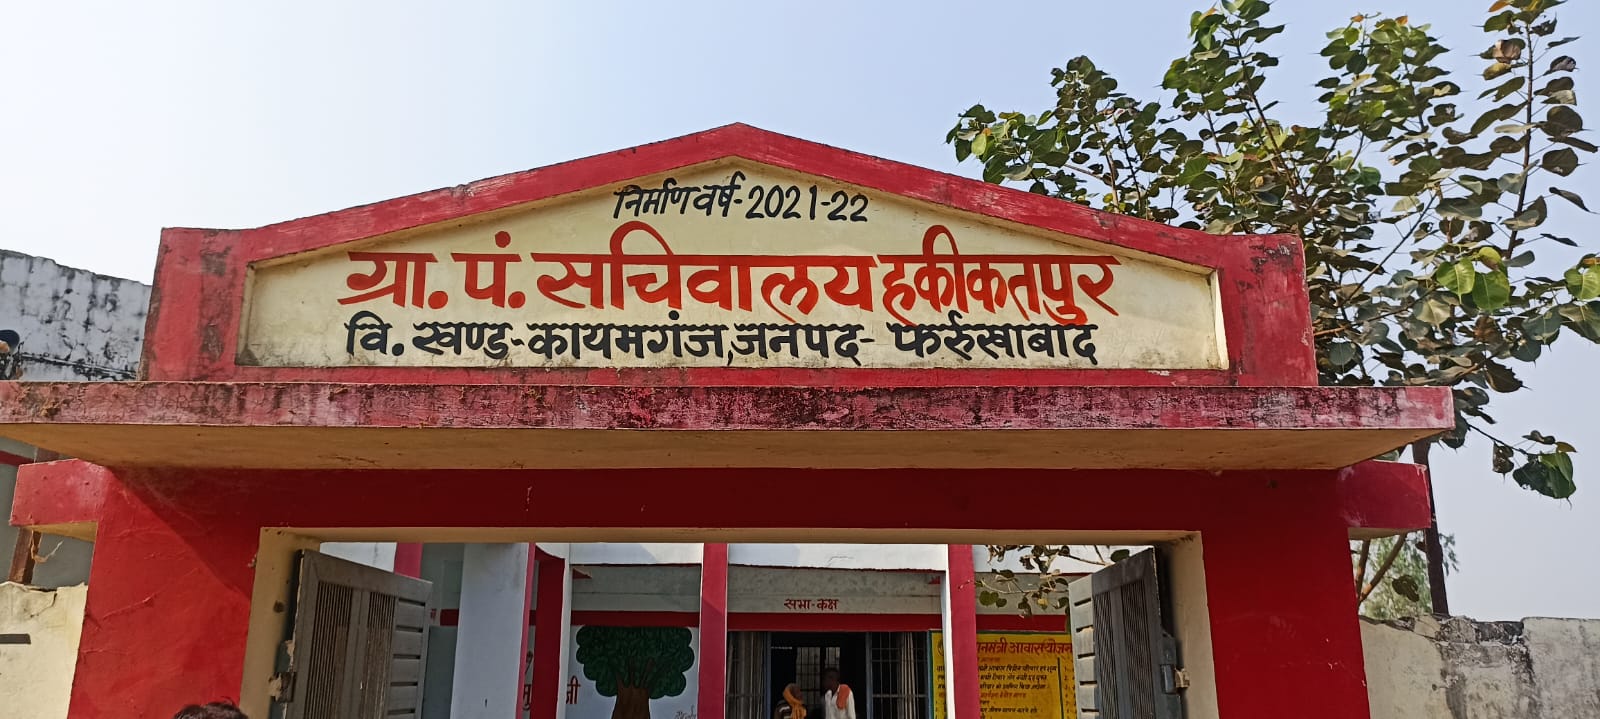 निर्माण वर्ष-2021-22
ग्रा. पं. सचिवालय हकीकतपुर
वि. खण्ड-कायमगंज, जनपद-फर्रुखाबाद
सभा-कक्ष